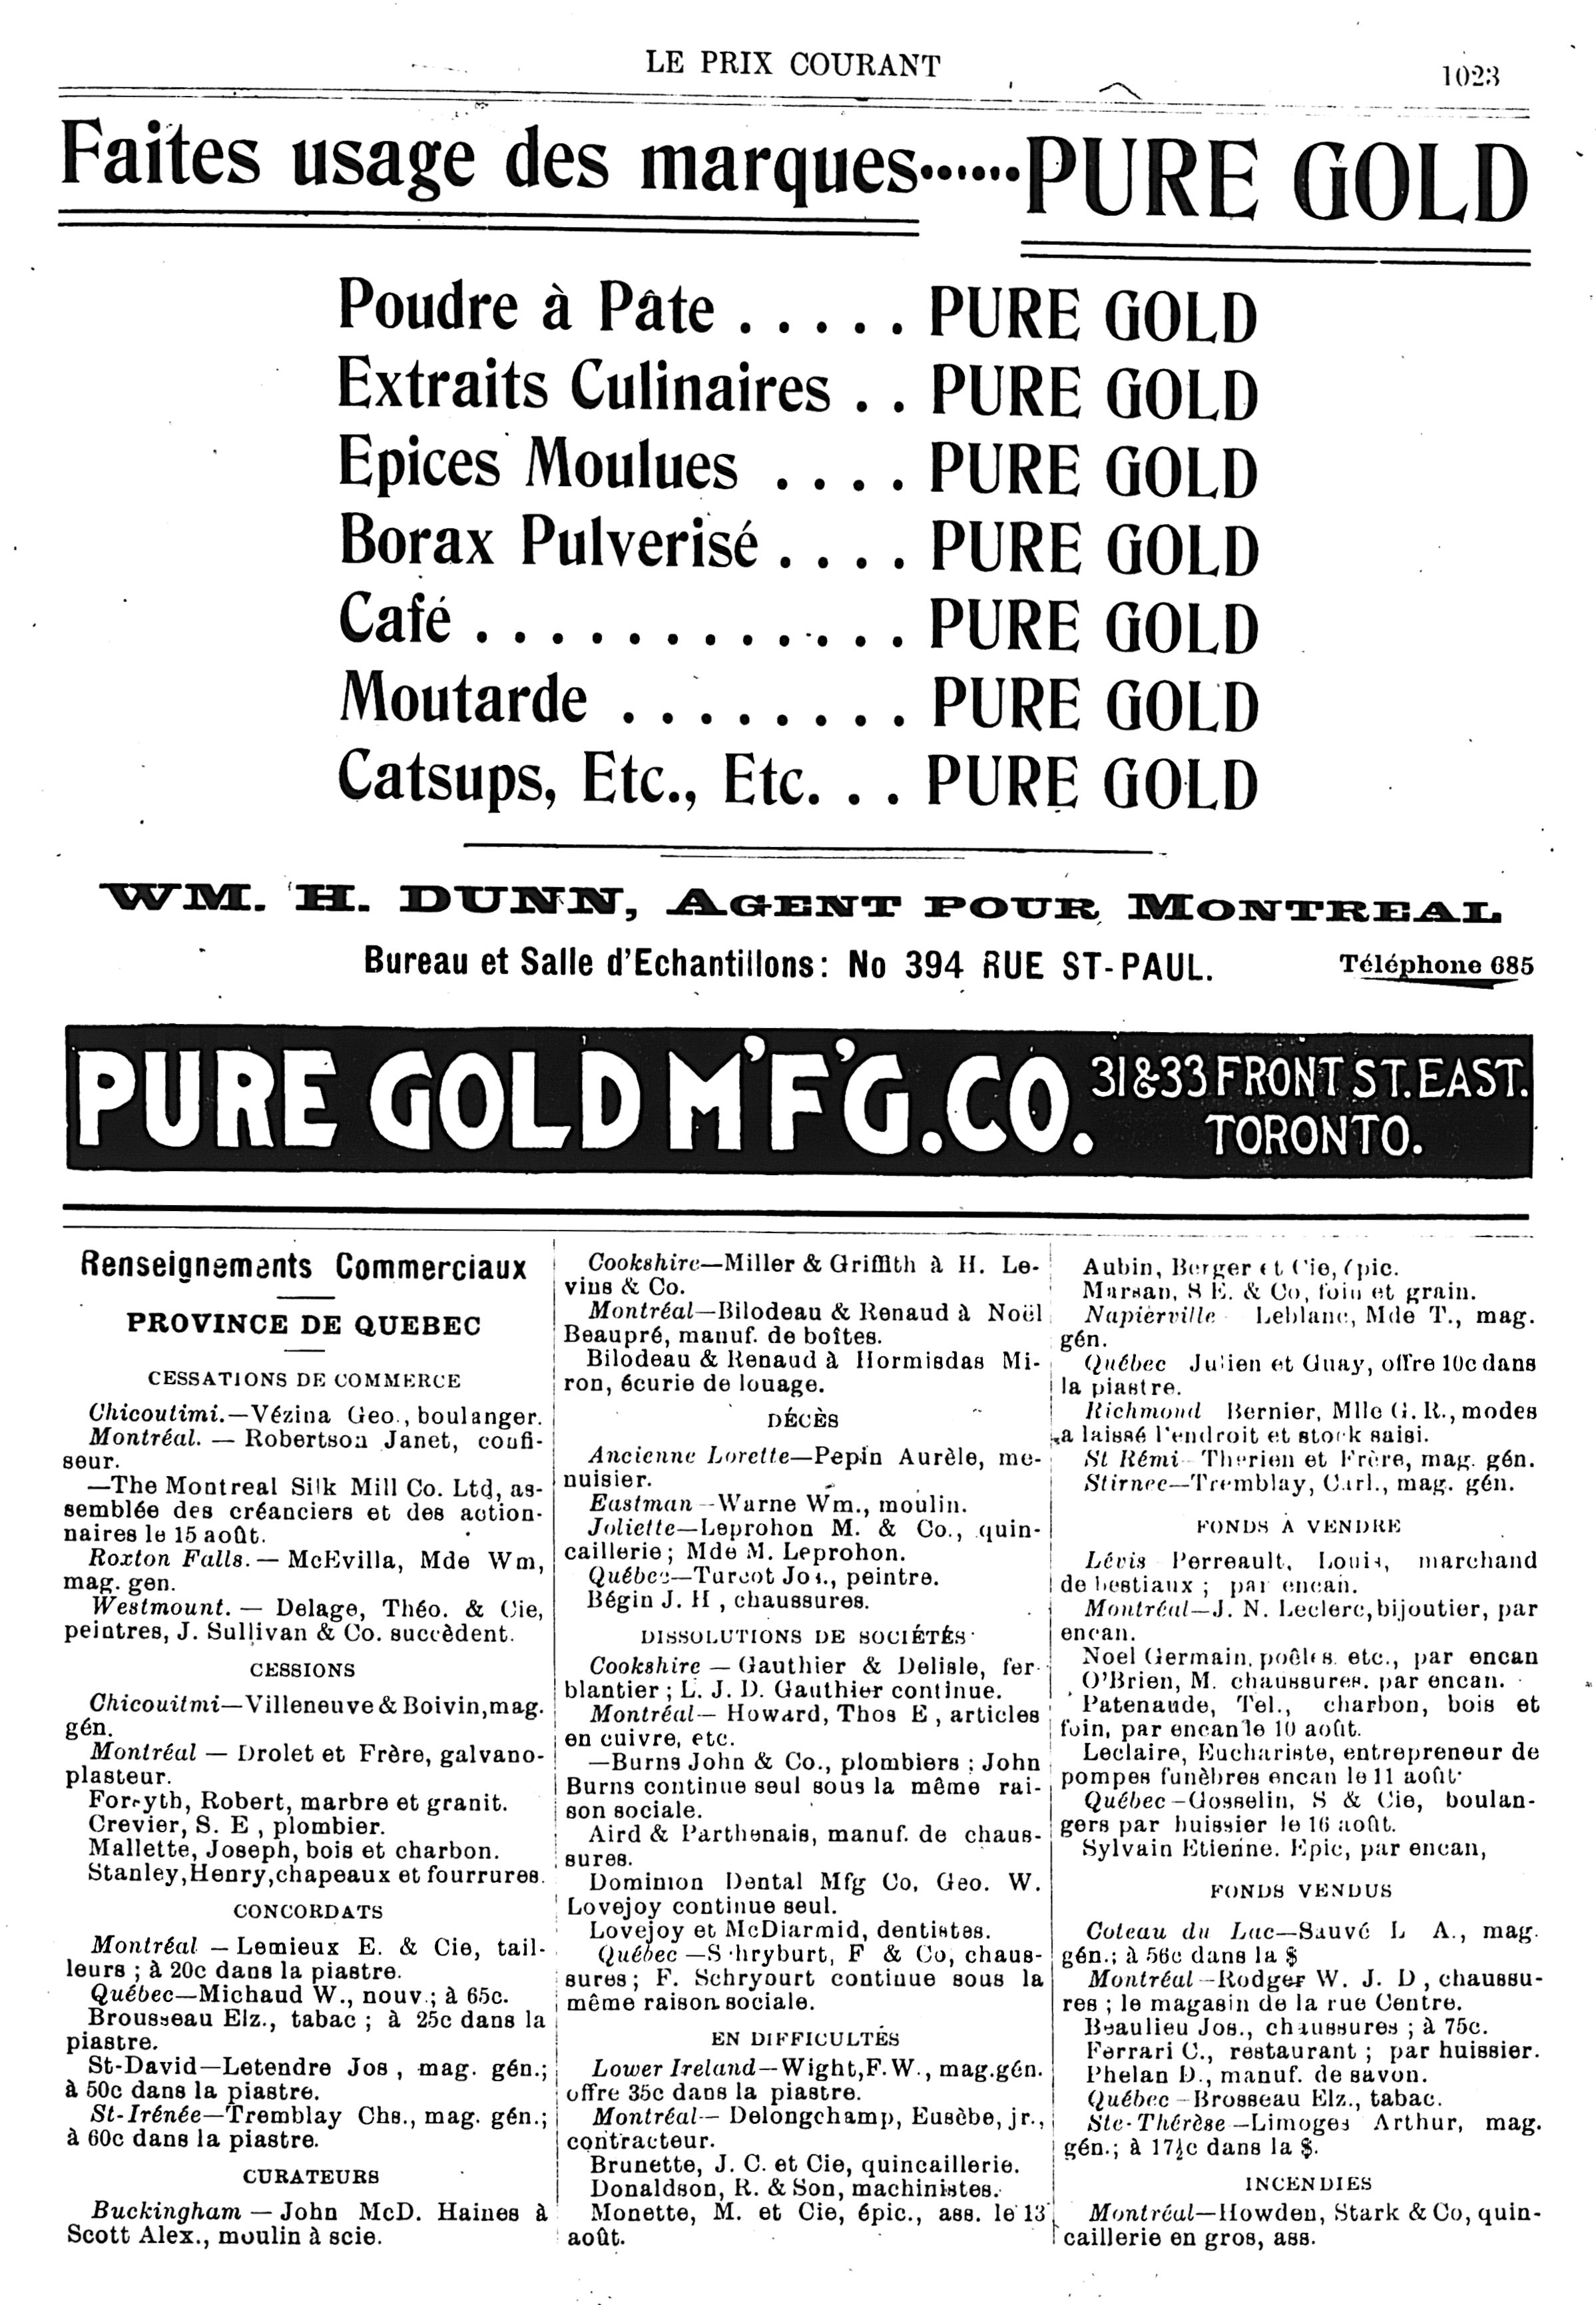 LE PRIX COURANT
1023
Faites usage des marques......PURE GOLD
Poudre à Pâte ..... PURE GOLD
Extraits Culinaires .. PURE GOLD
Epices Moulues .... PURE GOLD
Borax Pulverisé .... PURE GOLD
Café ............ PURE GOLD
Moutarde ........ PURE GOLD
Catsups, Etc., Etc. .. PURE GOLD
WM. H. DUNN, AGENT POUR MONTREAL
Bureau et Salle d'Echantillons: No 394 RUE ST-PAUL.
Téléphone 685
PURE GOLD M'F'G.CO. 31 & 33 FRONT ST. EAST.
TORONTO.
Renseignements Commerciaux
PROVINCE DE QUEBEC
CESSATIONS DE COMMERCE
Chicoutimi.—Vézina Geo., boulanger.
Montréal. — Robertson Janet, confi-
seur.
—The Montreal Silk Mill Co. Ltd, as-
semblée des créanciers et des action-
naires le 15 août.
Roxton Falls. — McEvilla, Mde Wm,
mag. gen.
Westmount. — Delage, Théo. & Cie,
peintres, J. Sullivan & Co. succèdent.
CESSIONS
Chicouitmi—Villeneuve & Boivin, mag.
gén.
Montréal — Drolet et Frère, galvano-
plasteur.
Forsyth, Robert, marbre et granit.
Crevier, S. E , plombier.
Mallette, Joseph, bois et charbon.
Stanley, Henry, chapeaux et fourrures.
CONCORDATS
Montréal — Lemieux E. & Cie, tail-
leurs ; à 20c dans la piastre.
Québec—Michaud W., nouv.; à 65c.
Brousseau Elz., tabac ; à 25c dans la
piastre.
St-David—Letendre Jos , mag. gén.;
à 50c dans la piastre.
St-Irénée—Tremblay Chs., mag. gén.;
à 60c dans la piastre.
CURATEURS
Buckingham — John McD. Haines à
Scott Alex., moulin à scie.
Cookshire—Miller & Griffith à H. Le-
vins & Co.
Montréal—Bilodeau & Renaud à Noël
Beaupré, manuf. de boîtes.
Bilodeau & Renaud à Hormisdas Mi-
ron, écurie de louage.
DÉCÈS
Ancienne Lorette—Pepin Aurèle, me-
nuisier.
Eastman—Warne Wm., moulin.
Joliette—Leprohon M. & Co., quin-
caillerie; Mde M. Leprohon.
Québec—Turcot Jos., peintre.
Bégin J. H , chaussures.
DISSOLUTIONS DE SOCIÉTÉS
Cookshire — Gauthier & Delisle, fer-
blantier ; L. J. D. Gauthier continue.
Montréal— Howard, Thos E , articles
en cuivre, etc.
—Burns John & Co., plombiers ; John
Burns continue seul sous la même rai-
son sociale.
Aird & Parthenais, manuf. de chaus-
sures.
Dominion Dental Mfg Co, Geo. W.
Lovejoy continue seul.
Lovejoy et McDiarmid, dentistes.
Québec—S hryburt, F & Co, chaus-
sures; F. Schryourt continue sous la
même raison sociale.
EN DIFFICULTÉS
Lower Ireland—Wight, F. W., mag. gén.
offre 35c dans la piastre.
Montréal— Delongchamp, Eusèbe, jr.,
contracteur.
Brunette, J. C. et Cie, quincaillerie.
Donaldson, R. & Son, machinistes.
Monette, M. et Cie, épic., ass. le 13
août.
Aubin, Berger et Cie, épic.
Marsan, S E. & Co, foin et grain.
Napierville Leblanc, Mde T., mag.
gén.
Québec Julien et Guay, offre 10c dans
la piastre.
Richmond Bernier, Mlle G. R., modes
a laissé l'endroit et stock saisi.
St Rémi Therien et Frère, mag. gén.
Stirnec—Tremblay, Carl., mag. gén.
FONDS A VENDRE
Lévis Perreault, Louis, marchand
de bestiaux ; par encan.
Montréal—J. N. Leclerc, bijoutier, par
encan.
Noel Germain, poêles etc., par encan
O'Brien, M. chaussures. par encan.
Patenaude, Tel., charbon, bois et
foin, par encan le 10 août.
Leclaire, Euchariste, entrepreneur de
pompes funèbres encan le 11 août
Québec—Gosselin, S & Cie, boulan-
gers par huissier le 16 août.
Sylvain Etienne. Epic, par encan,
FONDS VENDUS
Coteau du Lac—Sauvé L A., mag.
gén.; à 56c dans la $
Montréal—Rodger W. J. D , chaussu-
res ; le magasin de la rue Centre.
Beaulieu Jos., chaussures ; à 75c.
Ferrari C., restaurant ; par huissier.
Phelan D., manuf. de savon.
Québec—Brosseau Elz., tabac.
Ste-Thérèse—Limoges Arthur, mag.
gén.; à 17½c dans la $.
INCENDIES
Montréal—Howden, Stark & Co, quin-
caillerie en gros, ass.